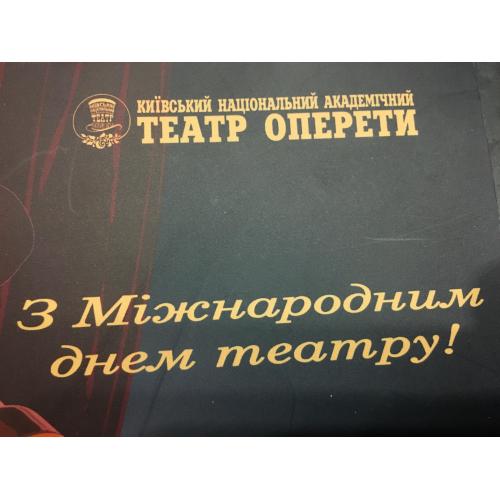 КИЇВСЬКИЙ НАЦІОНАЛЬНИЙ АКАДЕМІЧНИЙ
ТЕАТР ОПЕРЕТИ
З Міжнародним
днем театру!